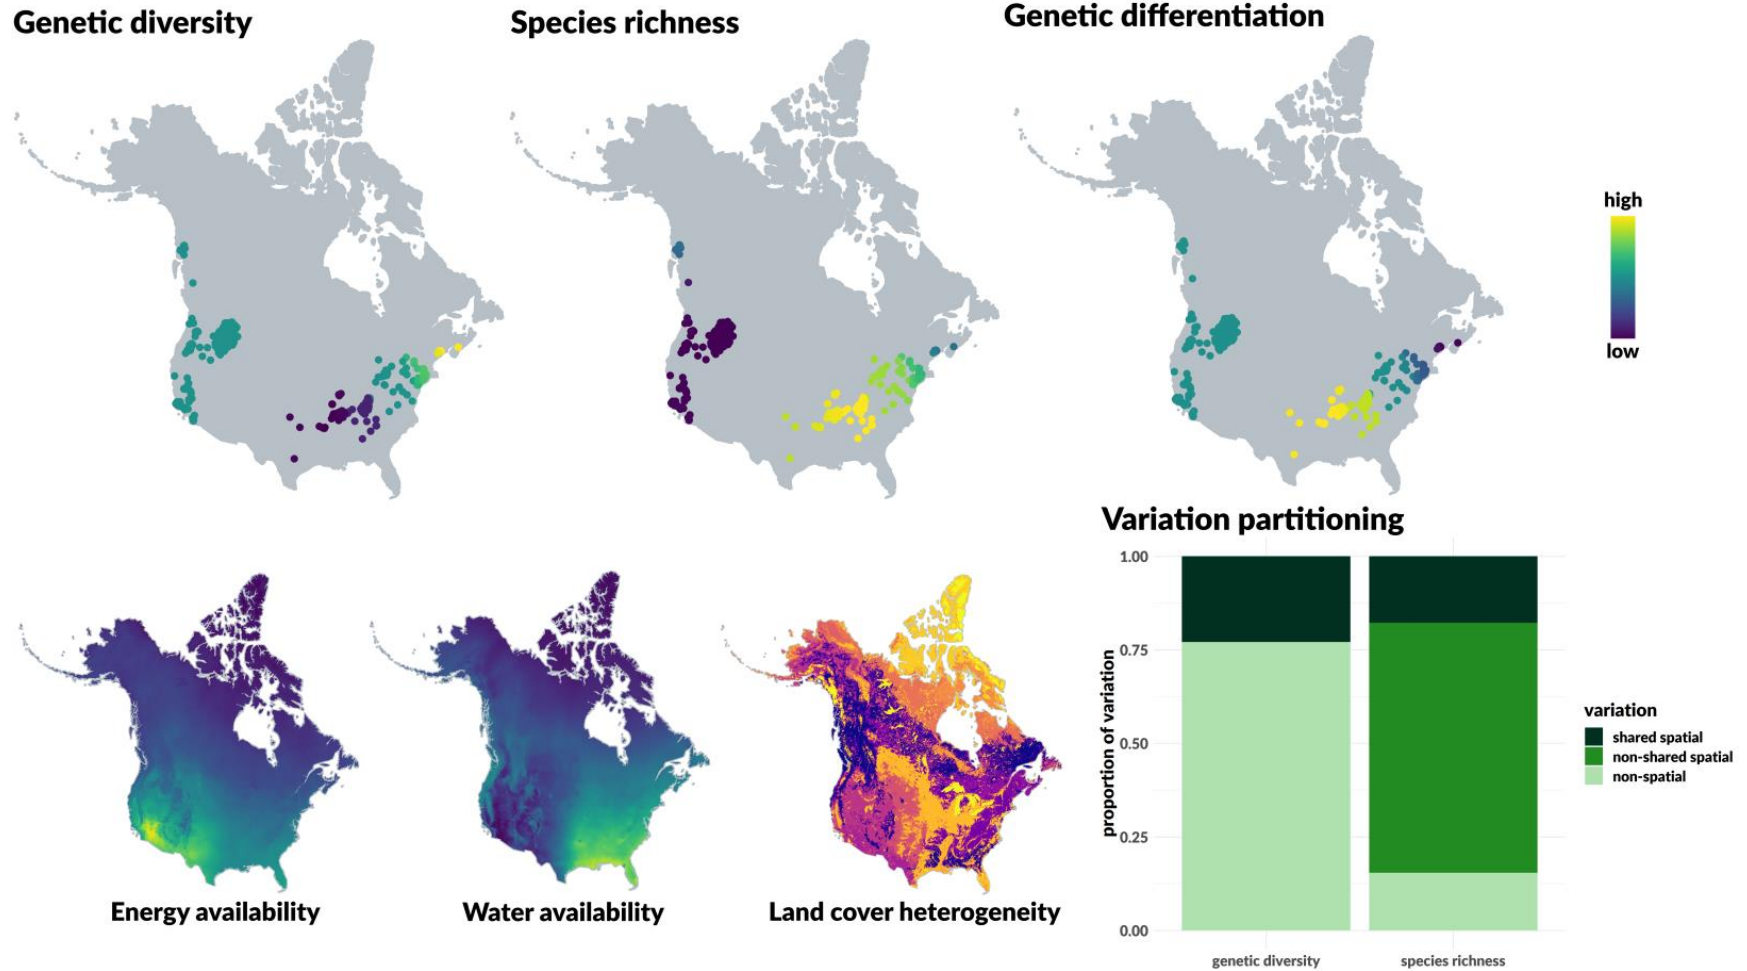 Genetic diversity
Species richness
Genetic differentiation
high
low
Energy availability
Water availability
Land cover heterogeneity
Variation partitioning
proportion of variation
1.00
0.75
0.50
0.25
0.00
genetic diversity
species richness
variation
shared spatial
non-shared spatial
non-spatial